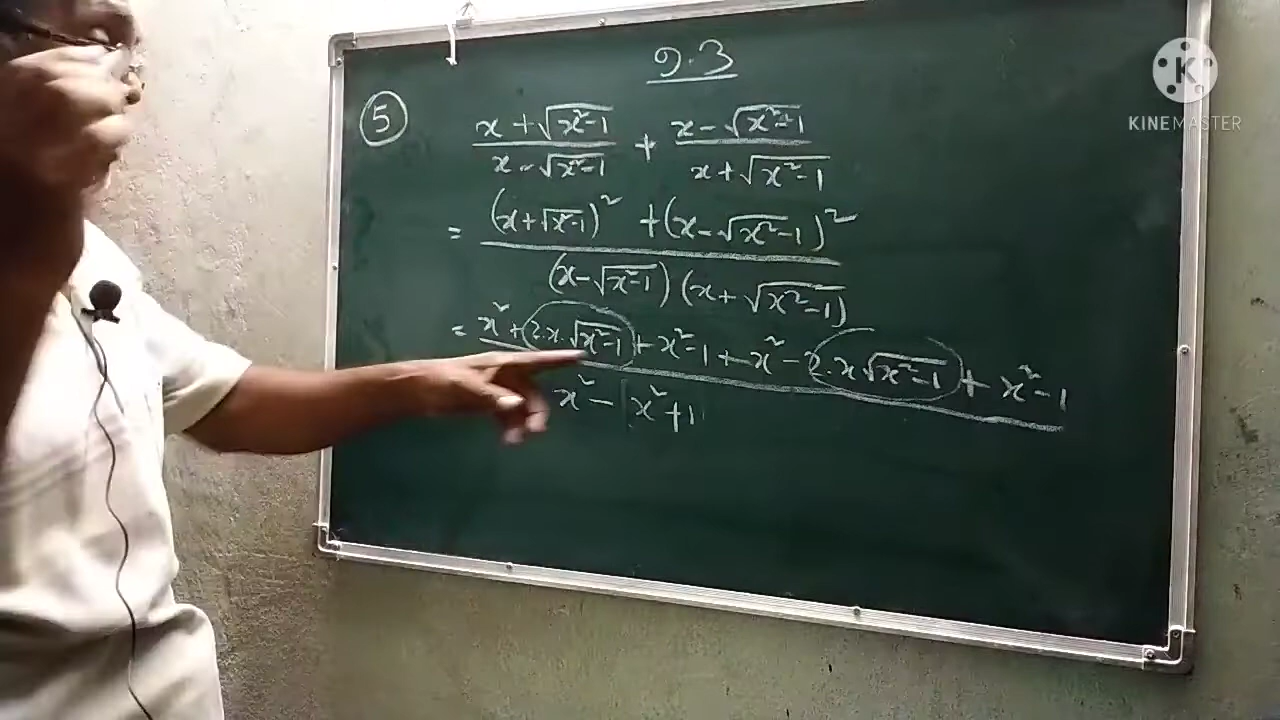 9.3
K
KINEMASTER
(5) (x + √(x²-1))/(x - √(x²-1)) + (x - √(x²-1))/(x + √(x²-1))
= ((x+√(x²-1))² + (x-√(x²-1))²)/((x-√(x²-1))(x+√(x²-1)))
= (x² + 2.x.√(x²-1) + x²-1 + x² - 2.x√(x²-1) + x²-1)/(x² - x² + 1)